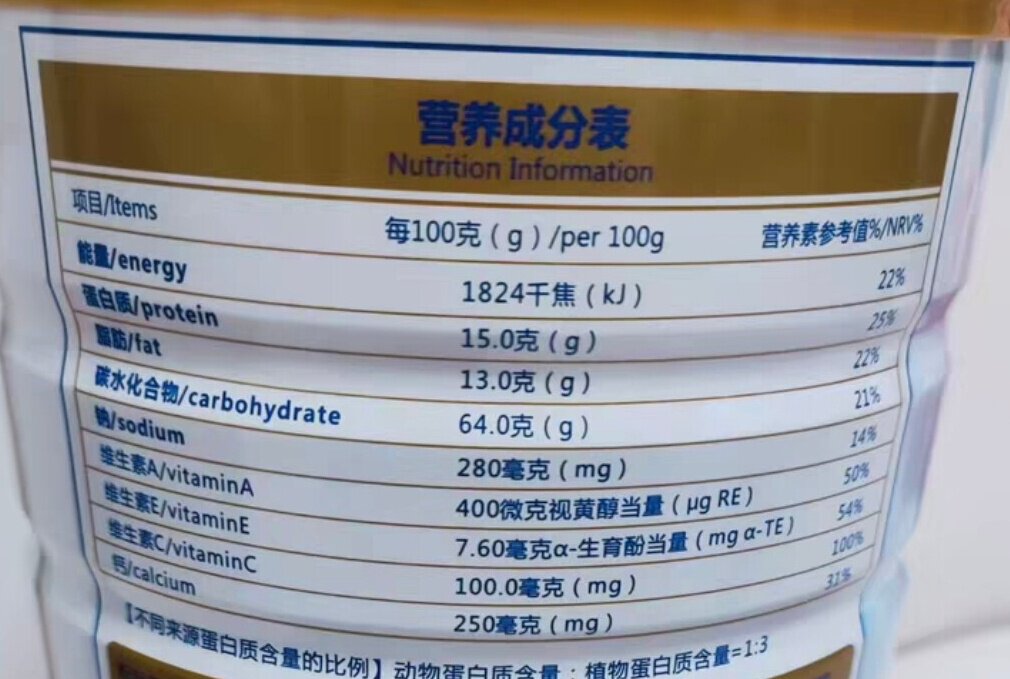 营养成分表
Nutrition Information
项目/Items 每100克（g）/per 100g 营养素参考值%/NRV%
能量/energy 1824千焦（kJ） 22%
蛋白质/protein 15.0克（g） 25%
脂肪/fat 13.0克（g） 22%
碳水化合物/carbohydrate 64.0克（g） 21%
钠/sodium 280毫克（mg） 14%
维生素A/vitaminA 400微克视黄醇当量（μg RE） 50%
维生素E/vitaminE 7.60毫克α-生育酚当量（mg α-TE） 54%
维生素C/vitaminC 100.0毫克（mg） 100%
钙/calcium 250毫克（mg） 31%
【不同来源蛋白质含量的比例】动物蛋白质含量：植物蛋白质含量=1:3